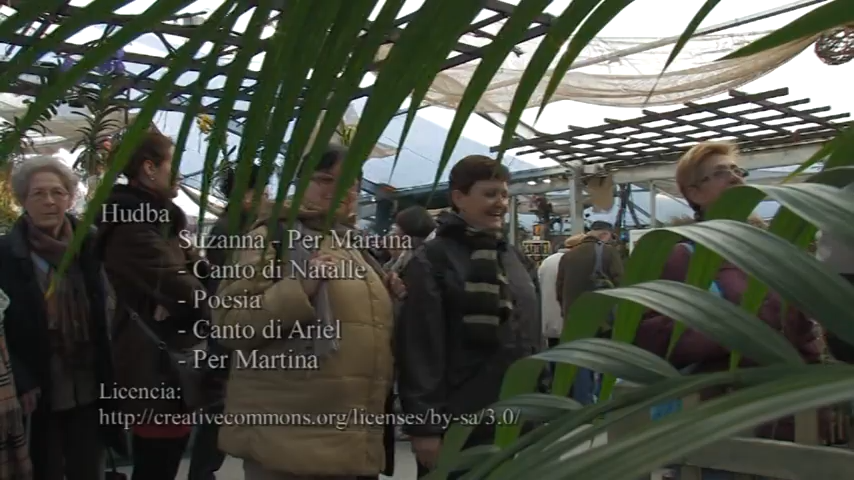 Hudba
Suzanna - Per Martina
- Canto di Natale
- Poesia
- Canto di Ariel
- Per Martina
Licencia:
http://creativecommons.org/licenses/by-sa/3.0/